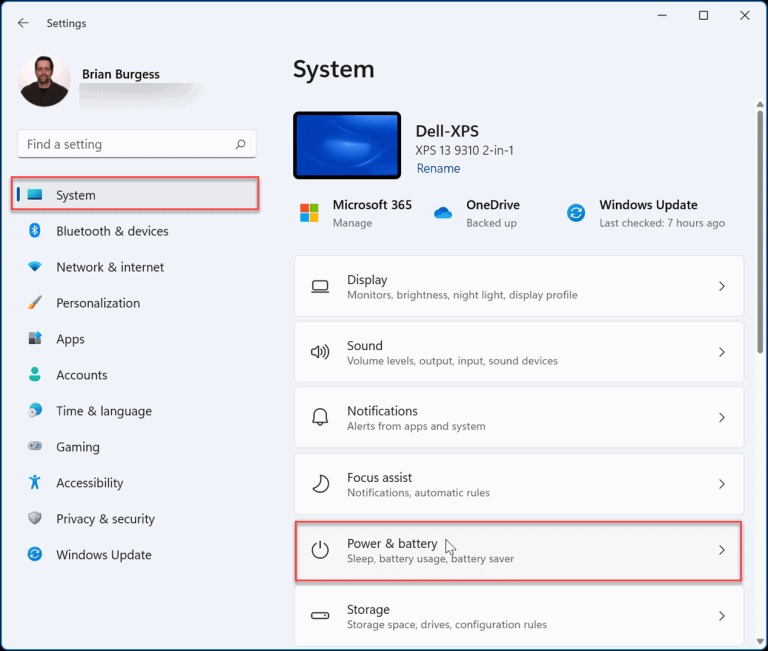 Settings
Brian Burgess
Find a setting
System
Bluetooth & devices
Network & internet
Personalization
Apps
Accounts
Time & language
Gaming
Accessibility
Privacy & security
Windows Update
System
Dell-XPS
XPS 13 9310 2-in-1
Rename
Microsoft 365
Manage
OneDrive
Backed up
Windows Update
Last checked: 7 hours ago
Display
Monitors, brightness, night light, display profile
Sound
Volume levels, output, input, sound devices
Notifications
Alerts from apps and system
Focus assist
Notifications, automatic rules
Power & battery
Sleep, battery usage, battery saver
Storage
Storage space, drives, configuration rules